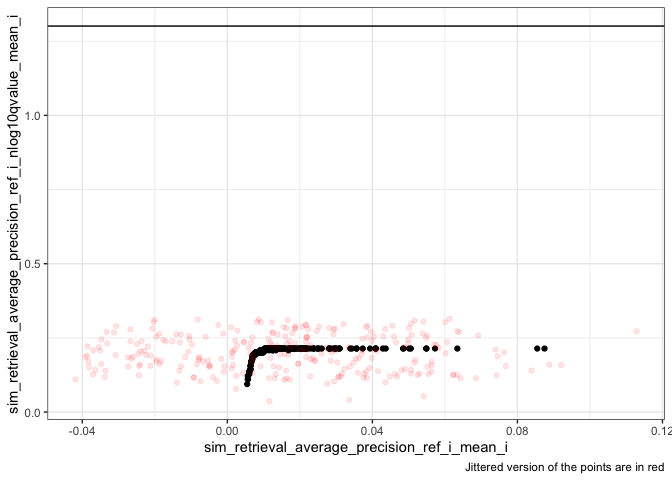 sim_retrieval_average_precision_ref_i_nlog10qvalue_mean_i
1.0
0.5
0.0
-0.04
0.00
0.04
0.08
0.12
sim_retrieval_average_precision_ref_i_mean_i
Jittered version of the points are in red